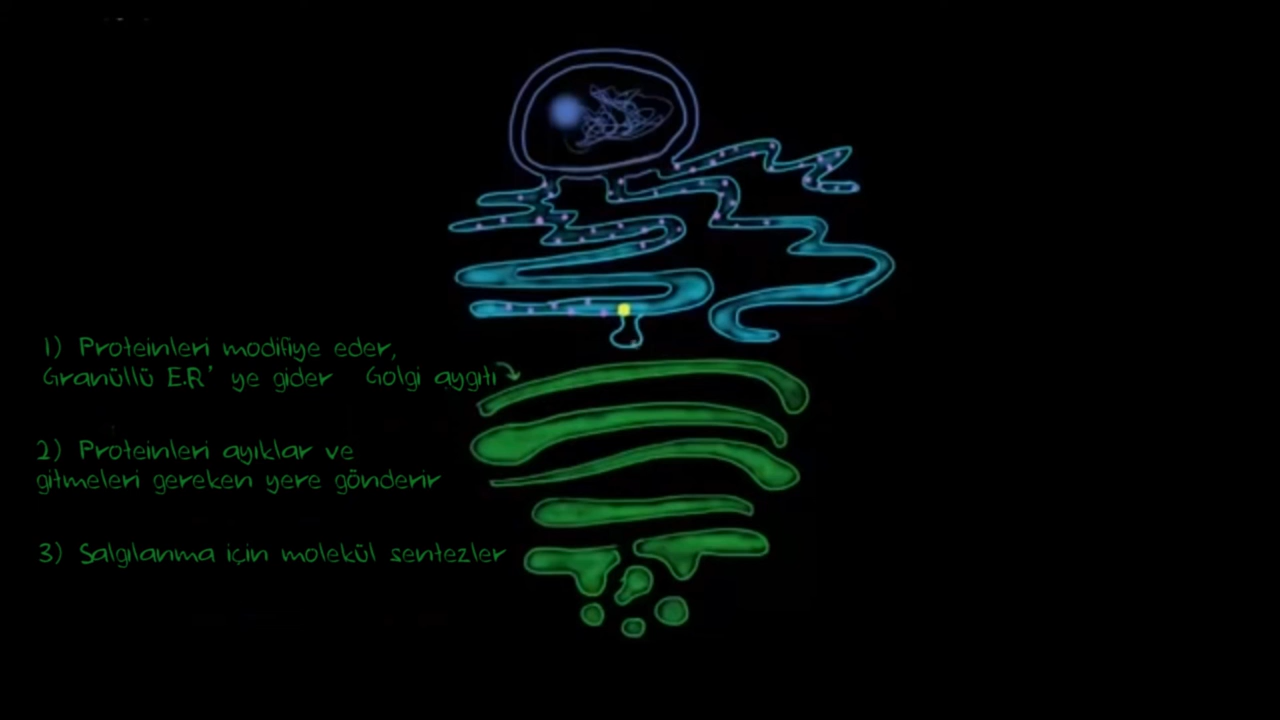 1) Proteinleri modifiye eder,
Granüllü E.R' ye gider Golgi aygıtı
2) Proteinleri ayıklar ve
gitmeleri gereken yere gönderir
3) Salgılanma için molekül sentezler